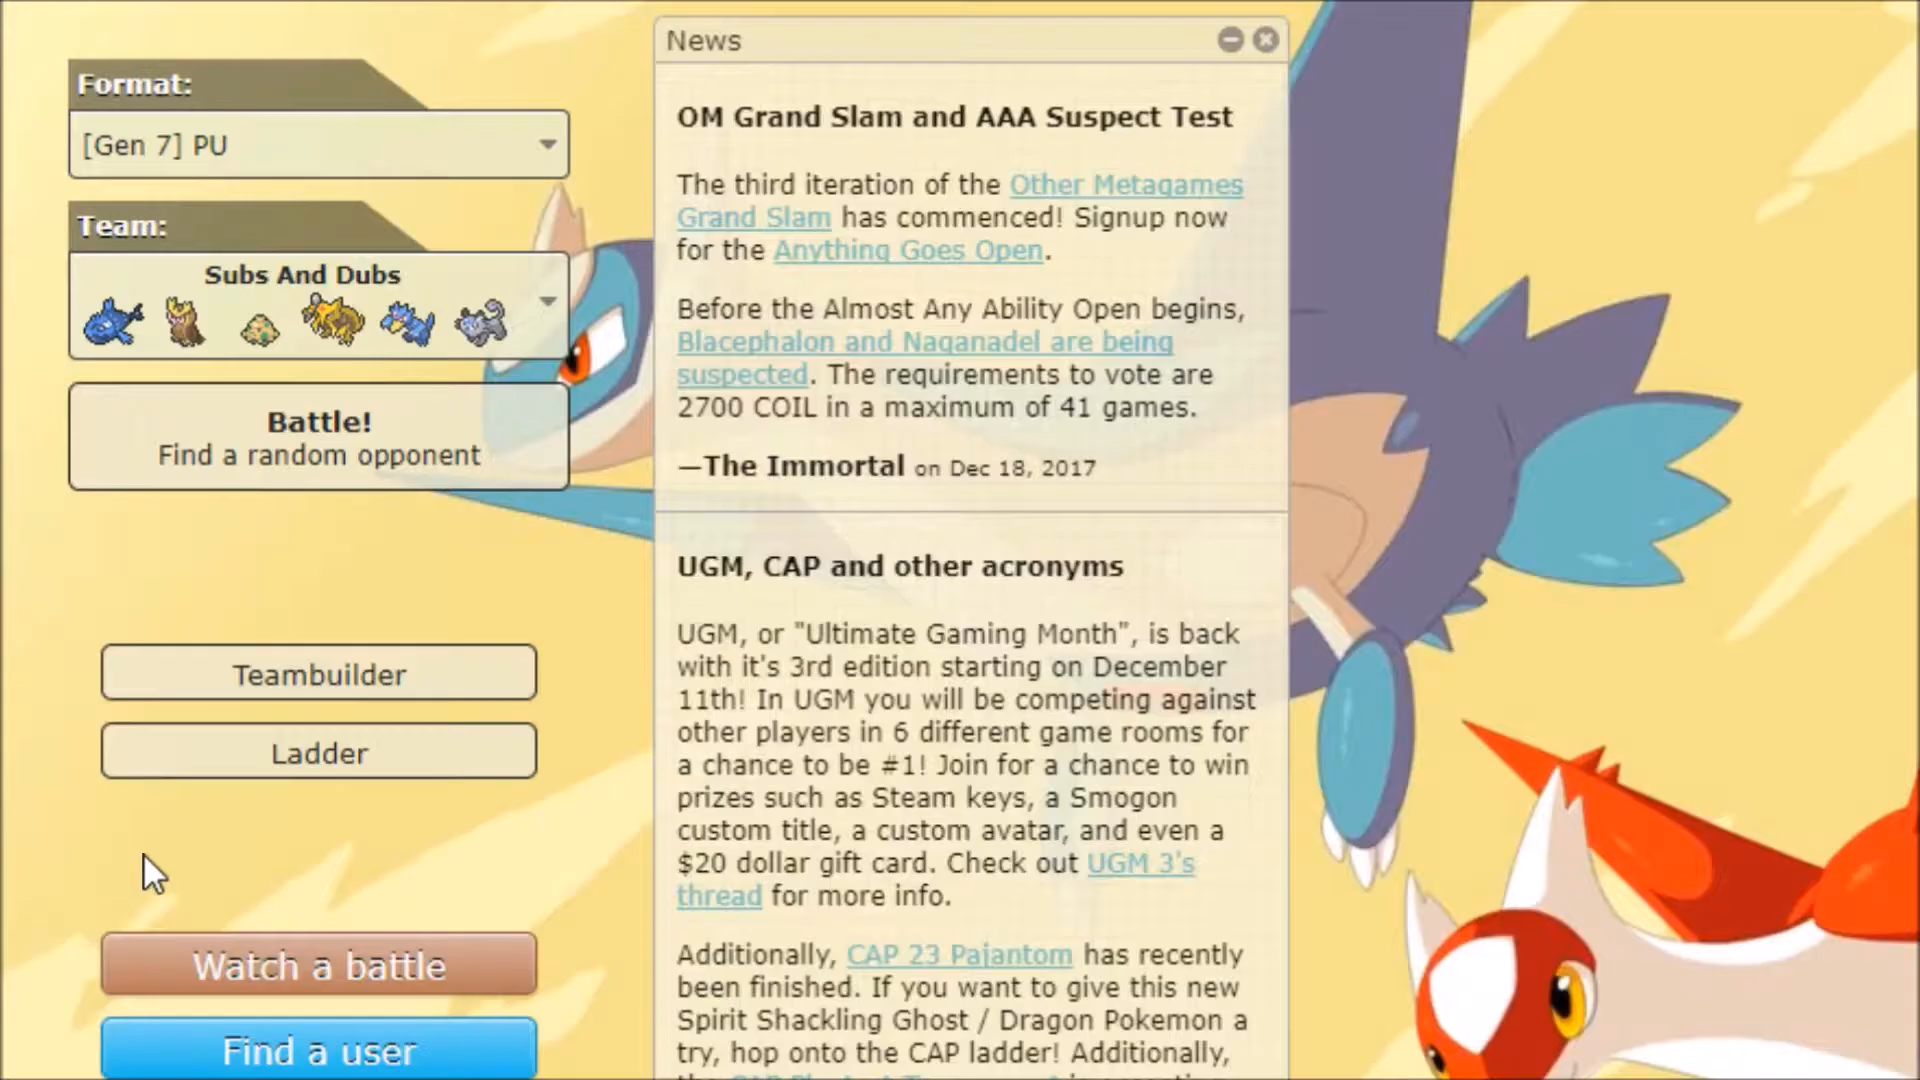 Format:
[Gen 7] PU
Team:
Subs And Dubs
Battle!
Find a random opponent
Teambuilder
Ladder
Watch a battle
Find a user
News
OM Grand Slam and AAA Suspect Test
The third iteration of the Other Metagames
Grand Slam has commenced! Signup now
for the Anything Goes Open.
Before the Almost Any Ability Open begins,
Blacephalon and Naganadel are being
suspected. The requirements to vote are
2700 COIL in a maximum of 41 games.
—The Immortal on Dec 18, 2017
UGM, CAP and other acronyms
UGM, or "Ultimate Gaming Month", is back
with it's 3rd edition starting on December
11th! In UGM you will be competing against
other players in 6 different game rooms for
a chance to be #1! Join for a chance to win
prizes such as Steam keys, a Smogon
custom title, a custom avatar, and even a
$20 dollar gift card. Check out UGM 3's
thread for more info.
Additionally, CAP 23 Pajantom has recently
been finished. If you want to give this new
Spirit Shackling Ghost / Dragon Pokemon a
try, hop onto the CAP ladder! Additionally,